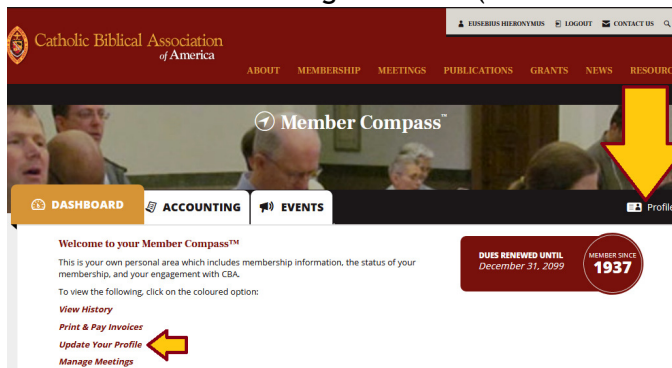 EUSEBIUS HIERONYMUS LOGOUT CONTACT US
Catholic Biblical Association
of America
ABOUT MEMBERSHIP MEETINGS PUBLICATIONS GRANTS NEWS
Member Compass™
DASHBOARD ACCOUNTING EVENTS Profile
Welcome to your Member Compass™
This is your own personal area which includes membership information, the status of your
membership, and your engagement with CBA.
To view the following, click on the coloured option:
View History
Print & Pay Invoices
Update Your Profile
Manage Meetings
DUES RENEWED UNTIL
December 31, 2099
MEMBER SINCE
1937